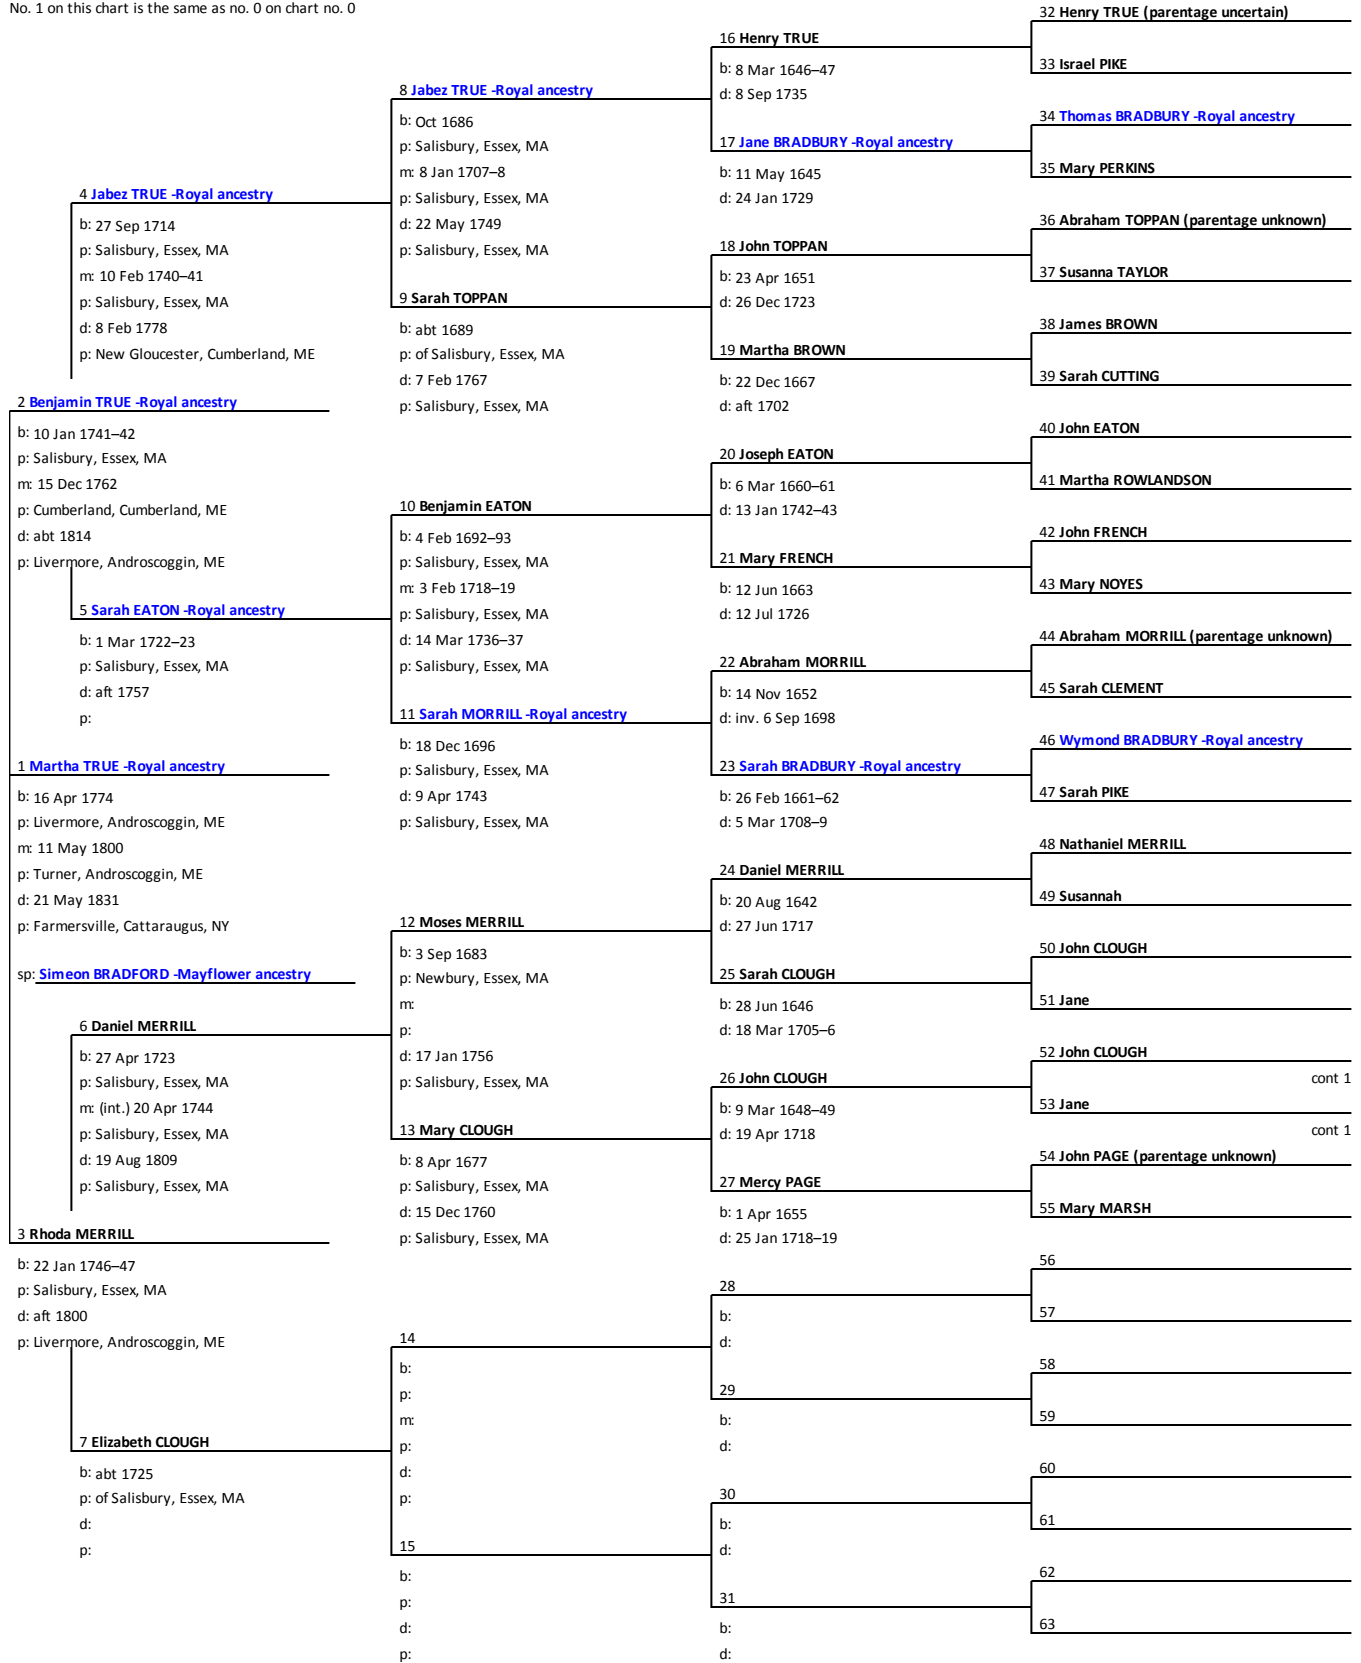 No. 1 on this chart is the same as no. 0 on chart no. 0
4 Jabez TRUE -Royal ancestry
b: 27 Sep 1714
p: Salisbury, Essex, MA
m: 10 Feb 1740–41
p: Salisbury, Essex, MA
d: 8 Feb 1778
p: New Gloucester, Cumberland, ME
2 Benjamin TRUE -Royal ancestry
b: 10 Jan 1741–42
p: Salisbury, Essex, MA
m: 15 Dec 1762
p: Cumberland, Cumberland, ME
d: abt 1814
p: Livermore, Androscoggin, ME
5 Sarah EATON -Royal ancestry
b: 1 Mar 1722–23
p: Salisbury, Essex, MA
d: aft 1757
p:
1 Martha TRUE -Royal ancestry
b: 16 Apr 1774
p: Livermore, Androscoggin, ME
m: 11 May 1800
p: Turner, Androscoggin, ME
d: 21 May 1831
p: Farmersville, Cattaraugus, NY
sp: Simeon BRADFORD -Mayflower ancestry
6 Daniel MERRILL
b: 27 Apr 1723
p: Salisbury, Essex, MA
m: (int.) 20 Apr 1744
p: Salisbury, Essex, MA
d: 19 Aug 1809
p: Salisbury, Essex, MA
3 Rhoda MERRILL
b: 22 Jan 1746–47
p: Salisbury, Essex, MA
d: aft 1800
p: Livermore, Androscoggin, ME
7 Elizabeth CLOUGH
b: abt 1725
p: of Salisbury, Essex, MA
d:
p:
8 Jabez TRUE -Royal ancestry
b: Oct 1686
p: Salisbury, Essex, MA
m: 8 Jan 1707–8
p: Salisbury, Essex, MA
d: 22 May 1749
p: Salisbury, Essex, MA
9 Sarah TOPPAN
b: abt 1689
p: of Salisbury, Essex, MA
d: 7 Feb 1767
p: Salisbury, Essex, MA
10 Benjamin EATON
b: 4 Feb 1692–93
p: Salisbury, Essex, MA
m: 3 Feb 1718–19
p: Salisbury, Essex, MA
d: 14 Mar 1736–37
p: Salisbury, Essex, MA
11 Sarah MORRILL -Royal ancestry
b: 18 Dec 1696
p: Salisbury, Essex, MA
d: 9 Apr 1743
p: Salisbury, Essex, MA
12 Moses MERRILL
b: 3 Sep 1683
p: Newbury, Essex, MA
m:
p:
d: 17 Jan 1756
p: Salisbury, Essex, MA
13 Mary CLOUGH
b: 8 Apr 1677
p: Salisbury, Essex, MA
d: 15 Dec 1760
p: Salisbury, Essex, MA
14
b:
p:
m:
p:
d:
p:
15
b:
p:
d:
p:
16 Henry TRUE
b: 8 Mar 1646–47
d: 8 Sep 1735
17 Jane BRADBURY -Royal ancestry
b: 11 May 1645
d: 24 Jan 1729
18 John TOPPAN
b: 23 Apr 1651
d: 26 Dec 1723
19 Martha BROWN
b: 22 Dec 1667
d: aft 1702
20 Joseph EATON
b: 6 Mar 1660–61
d: 13 Jan 1742–43
21 Mary FRENCH
b: 12 Jun 1663
d: 12 Jul 1726
22 Abraham MORRILL
b: 14 Nov 1652
d: inv. 6 Sep 1698
23 Sarah BRADBURY -Royal ancestry
b: 26 Feb 1661–62
d: 5 Mar 1708–9
24 Daniel MERRILL
b: 20 Aug 1642
d: 27 Jun 1717
25 Sarah CLOUGH
b: 28 Jun 1646
d: 18 Mar 1705–6
26 John CLOUGH
b: 9 Mar 1648–49
d: 19 Apr 1718
27 Mercy PAGE
b: 1 Apr 1655
d: 25 Jan 1718–19
28
b:
d:
29
b:
d:
30
b:
d:
31
b:
d:
32 Henry TRUE (parentage uncertain)
33 Israel PIKE
34 Thomas BRADBURY -Royal ancestry
35 Mary PERKINS
36 Abraham TOPPAN (parentage unknown)
37 Susanna TAYLOR
38 James BROWN
39 Sarah CUTTING
40 John EATON
41 Martha ROWLANDSON
42 John FRENCH
43 Mary NOYES
44 Abraham MORRILL (parentage unknown)
45 Sarah CLEMENT
46 Wymond BRADBURY -Royal ancestry
47 Sarah PIKE
48 Nathaniel MERRILL
49 Susannah
50 John CLOUGH
51 Jane
52 John CLOUGH
cont 1
53 Jane
cont 1
54 John PAGE (parentage unknown)
55 Mary MARSH
56
57
58
59
60
61
62
63